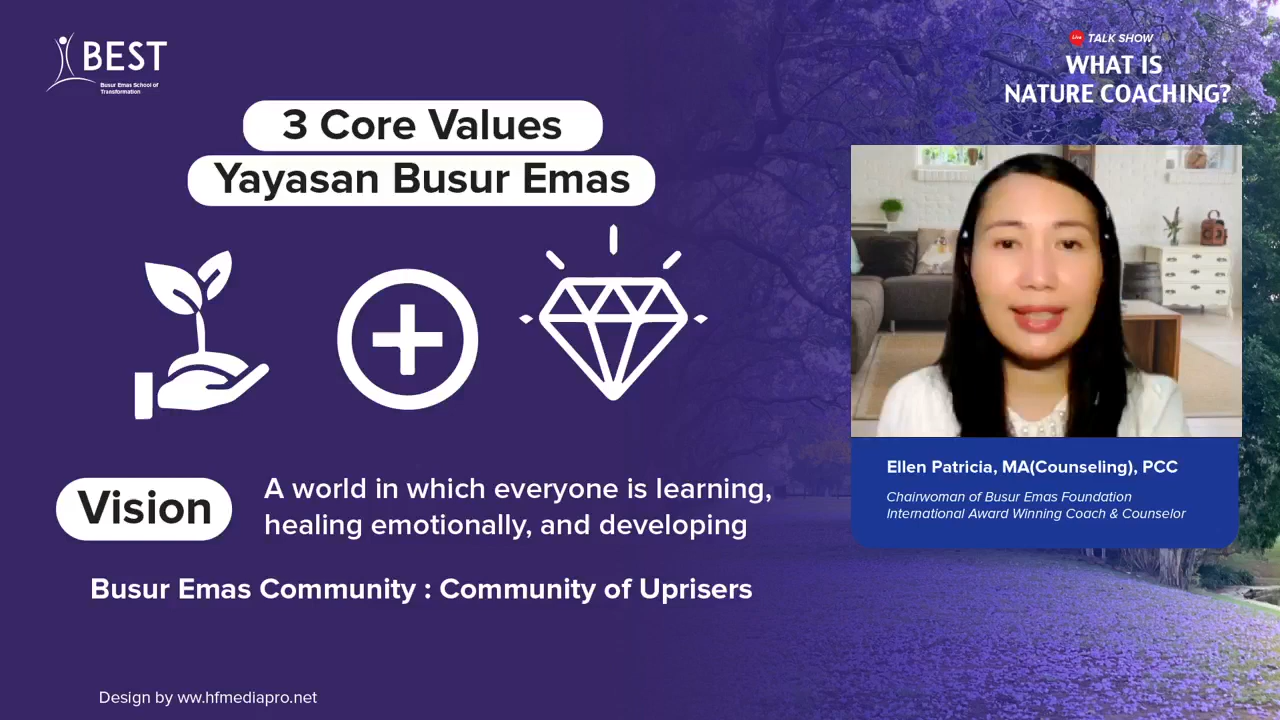 BEST
Busur Emas School of
Transformation
Live TALK SHOW
WHAT IS
NATURE COACHING?
3 Core Values
Yayasan Busur Emas
Vision
A world in which everyone is learning,
healing emotionally, and developing
Busur Emas Community : Community of Uprisers
Ellen Patricia, MA(Counseling), PCC
Chairwoman of Busur Emas Foundation
International Award Winning Coach & Counselor
Design by ww.hfmediapro.net